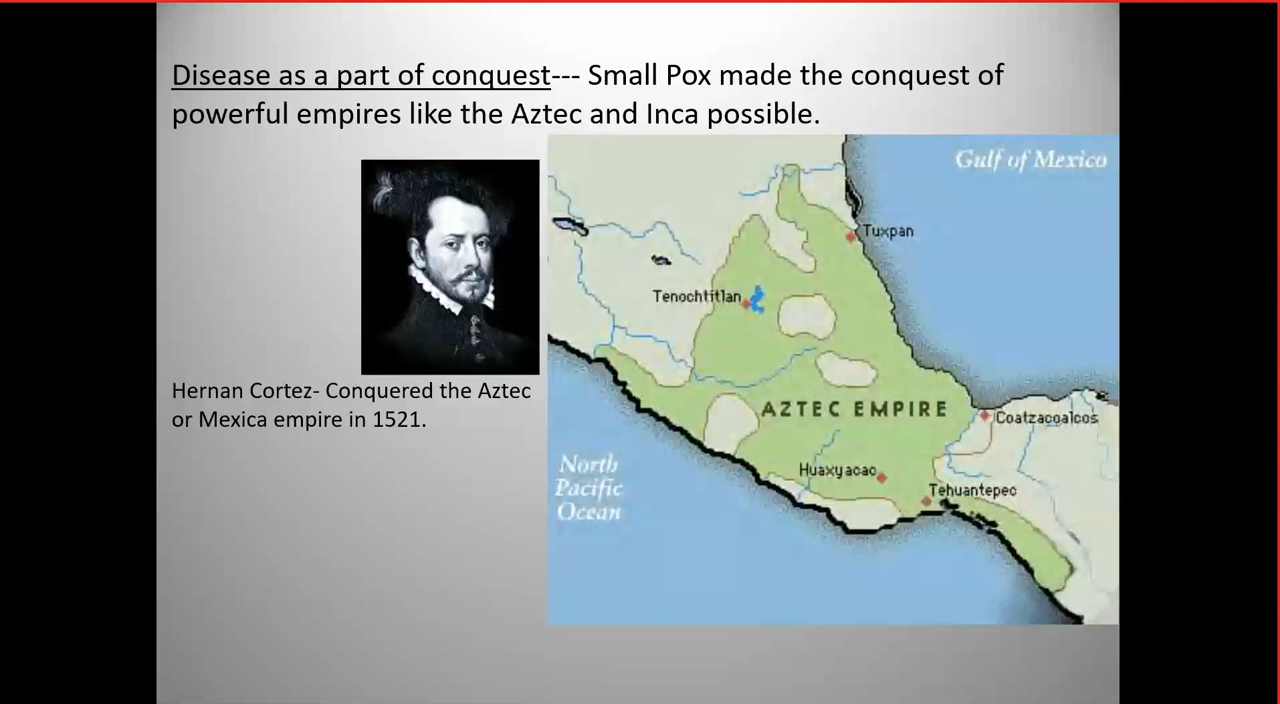 Disease as a part of conquest--- Small Pox made the conquest of
powerful empires like the Aztec and Inca possible.
Gulf of Mexico
Tuxpan
Tenochtitlan
Hernan Cortez- Conquered the Aztec
or Mexica empire in 1521.
AZTEC EMPIRE
Coatzacoalcos
North
Pacific
Ocean
Huaxyacac
Tehuantepec